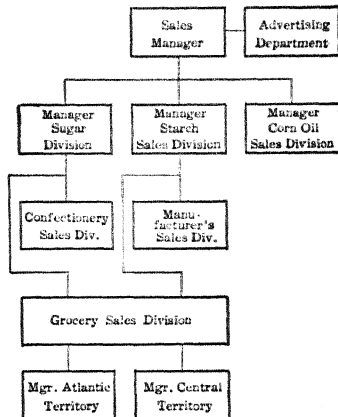 Sales
Manager
Advertising
Department
Manager
Sugar
Division
Manager
Starch
Sales Division
Manager
Corn Oil
Sales Division
Confectionery
Sales Div.
Manu-
facturer's
Sales Div.
Grocery Sales Division
Mgr. Atlantic
Territory
Mgr. Central
Territory